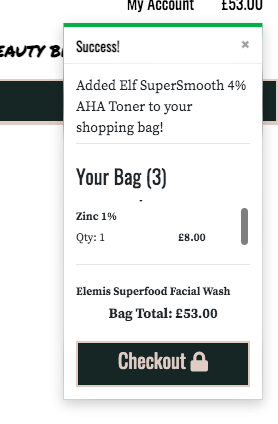 My Account £53.00
EAUTY B
Success! ×
Added Elf SuperSmooth 4%
AHA Toner to your
shopping bag!
Your Bag (3)
Zinc 1%
Qty: 1 £8.00
Elemis Superfood Facial Wash
Bag Total: £53.00
Checkout